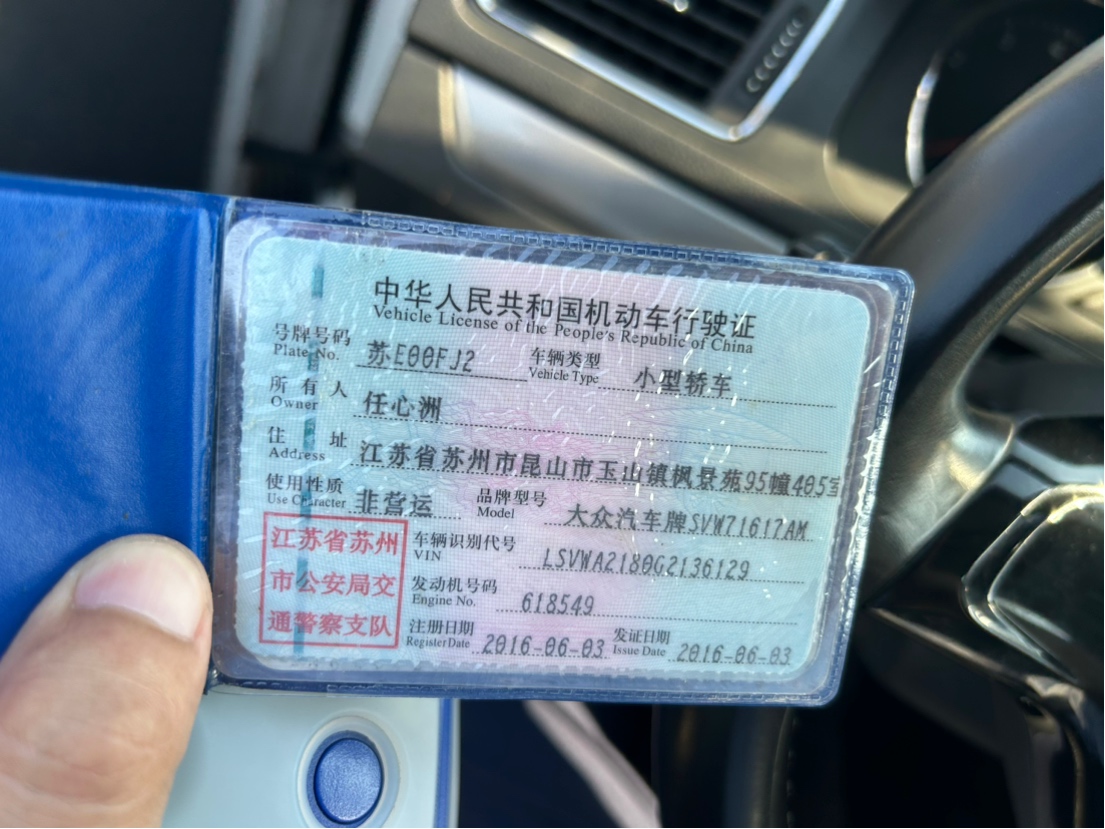 中华人民共和国机动车行驶证
Vehicle License of the People's Republic of China
号牌号码 苏E00FJ2 车辆类型 小型轿车
Plate No. Vehicle Type
所有人 任心洲
Owner
住址 江苏省苏州市昆山市玉山镇枫景苑95幢405室
Address
使用性质 非营运 品牌型号 大众汽车牌SVW71617AM
Use Character Model
江苏省苏州
市公安局交
通警察支队
车辆识别代号 LSVWA2180G2136129
VIN
发动机号码 618549
Engine No.
注册日期 2016-06-03 发证日期 2016-06-03
Register Date Issue Date